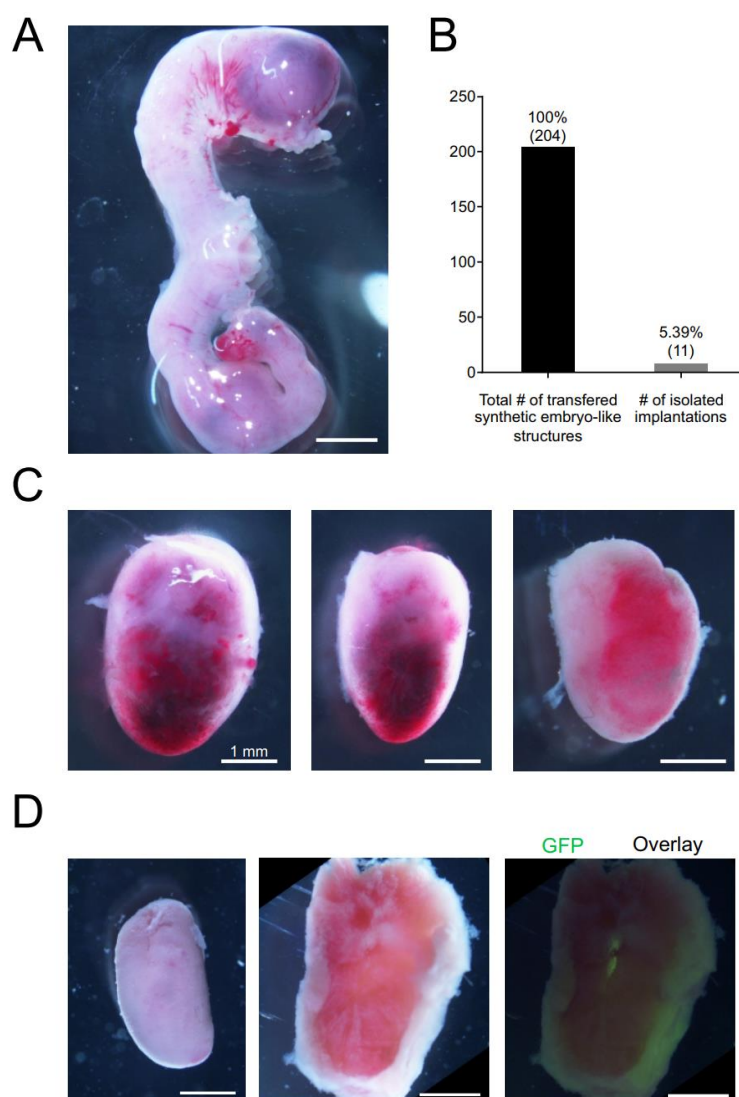 A
B
250
200
150
100
50
0
100%
(204)
5.39%
(11)
Total # of transfered
synthetic embryo-like
structures
# of isolated
implantations
C
1 mm
D
GFP
Overlay